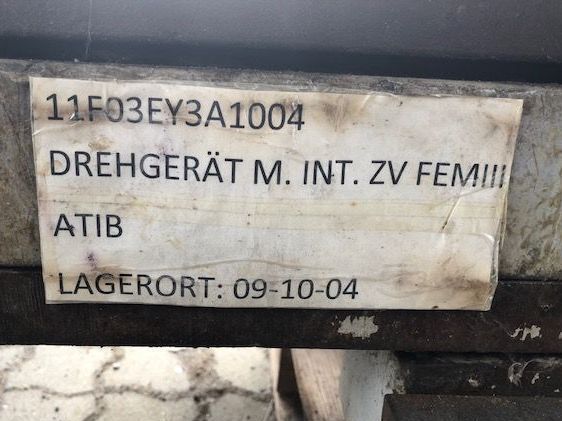 11F03EY3A1004
DREHGERÄT M. INT. ZV FEMIII
ATIB
LAGERORT: 09-10-04